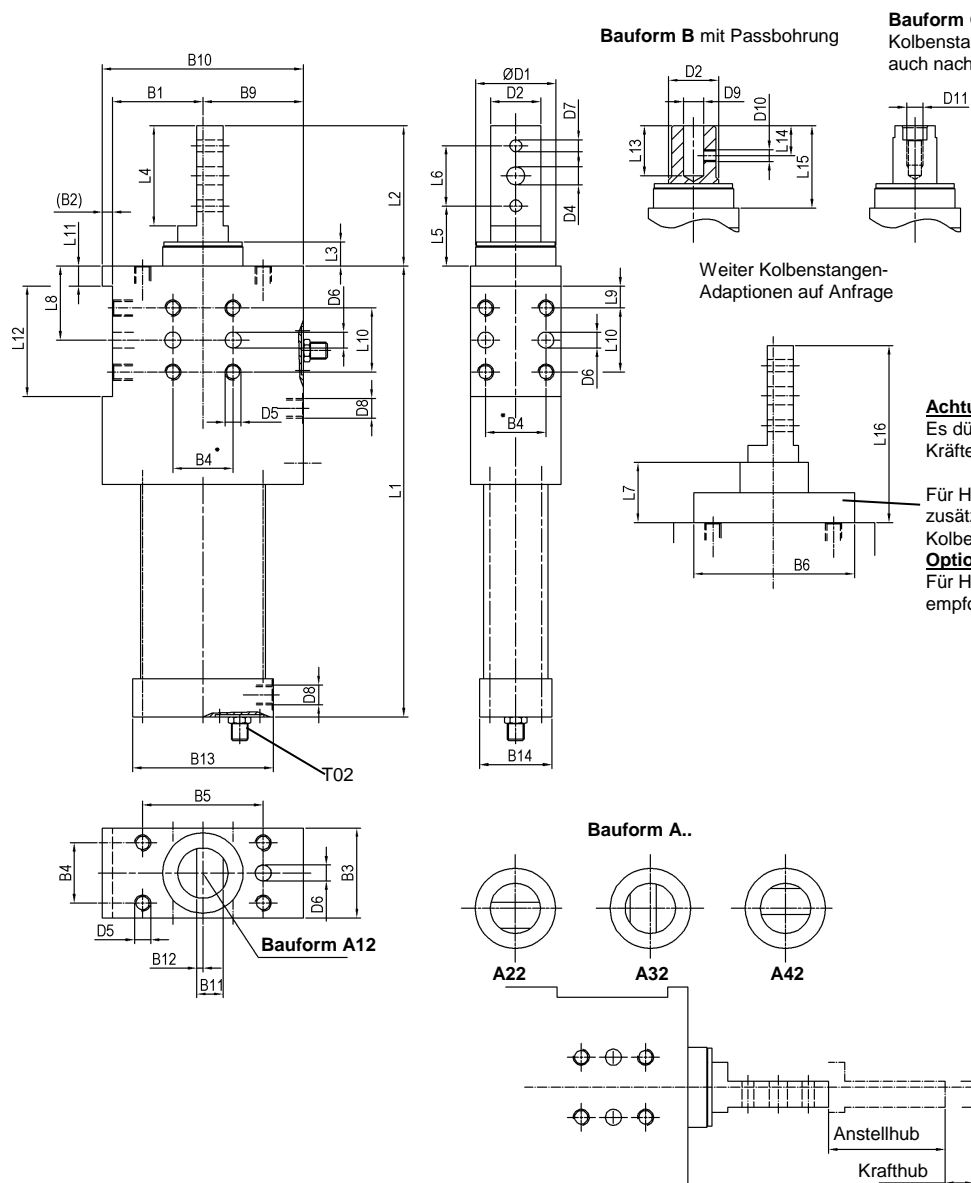 Bauform B mit Passbohrung
Bauform
Kolbensta
auch nach
B10
B1
B9
ØD1
D2
D7
D2
D9
D10
D11
L4
L2
L6
D4
L13
L14
L15
(B2)
L11
L3
L5
Weiter Kolbenstangen-
Adaptionen auf Anfrage
L8
D6
L9
L12
L10
L10
D6
D5
D8
B4
B4
L1
L7
L16
B6
Achtu
Es dü
Kräfte
Für H
zusätz
Kolbe
Optio
Für H
empfo
D8
B13
T02
B14
B5
B4
B3
D6
D5
B12
B11
Bauform A12
Bauform A..
A22
A32
A42
Anstellhub
Krafthub